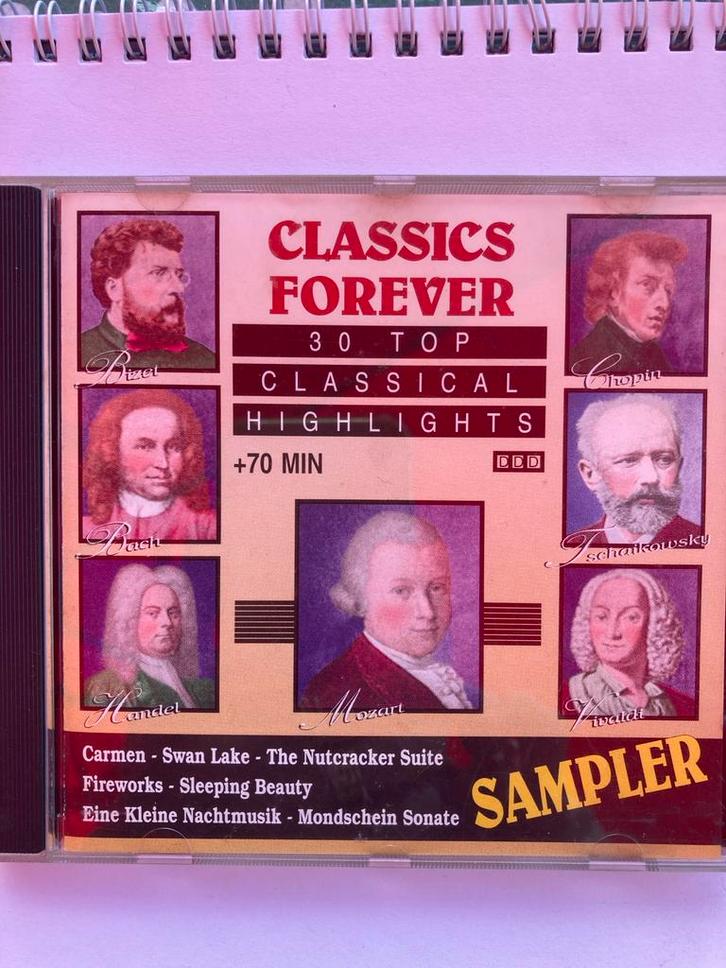 CLASSICS
FOREVER
30 TOP
CLASSICAL
HIGHLIGHTS
+70 MIN
DDD
Bizet
Chopin
Bach
Tschaikowsky
Handel
Mozart
Vivaldi
Carmen - Swan Lake - The Nutcracker Suite
Fireworks - Sleeping Beauty
Eine Kleine Nachtmusik - Mondschein Sonate
SAMPLER